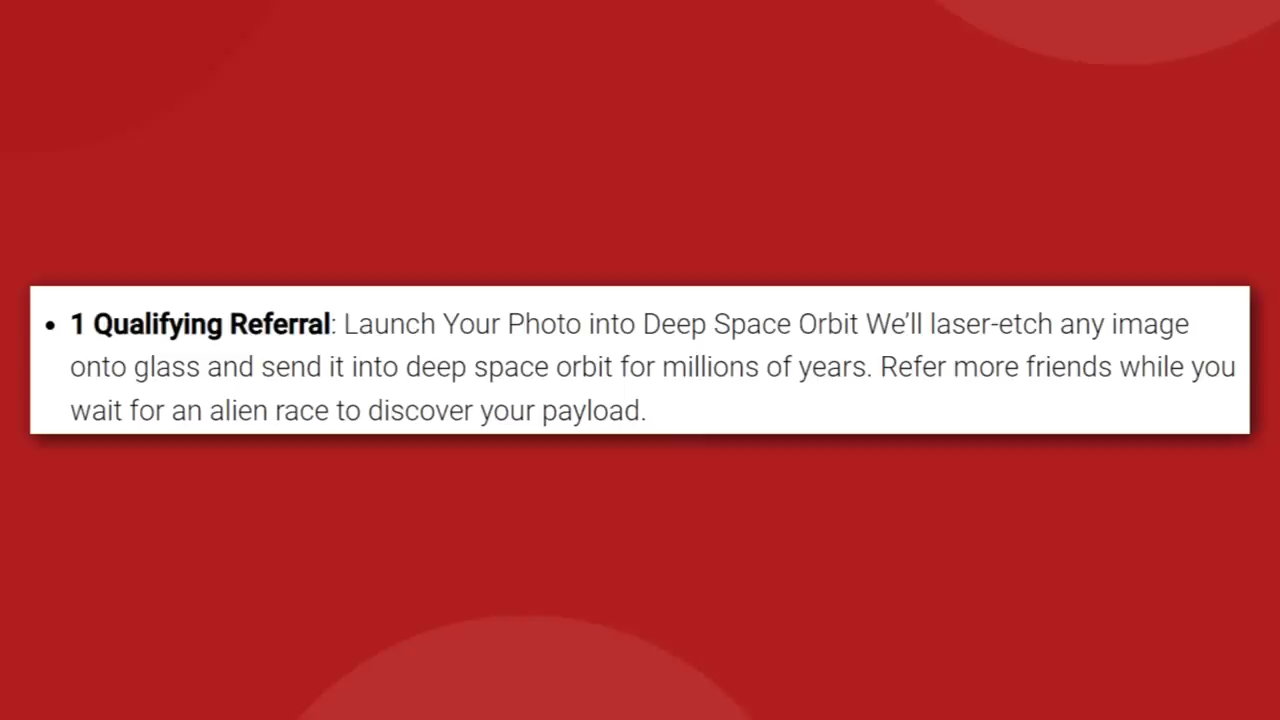 • 1 Qualifying Referral: Launch Your Photo into Deep Space Orbit We’ll laser-etch any image
onto glass and send it into deep space orbit for millions of years. Refer more friends while you
wait for an alien race to discover your payload.